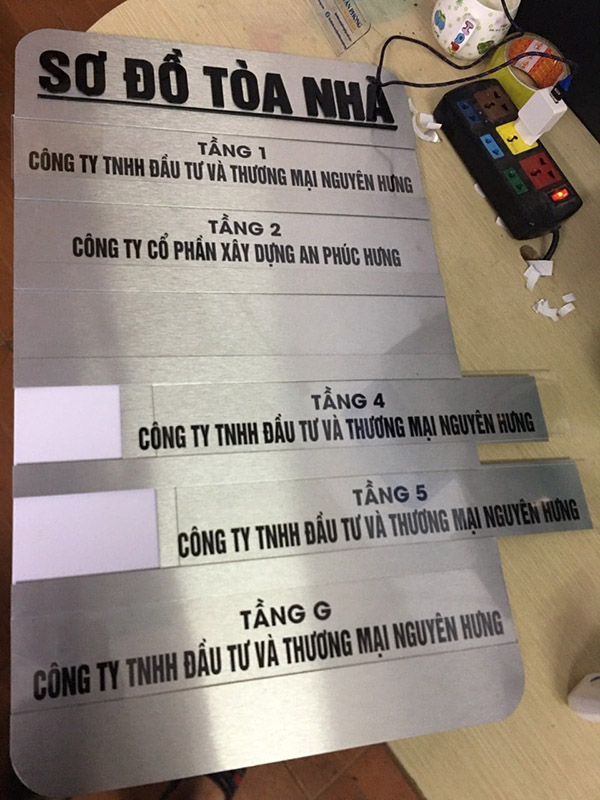 SƠ ĐỒ TÒA NHÀ
TẦNG 1
CÔNG TY TNHH ĐẦU TƯ VÀ THƯƠNG MẠI NGUYÊN HƯNG
TẦNG 2
CÔNG TY CỔ PHẦN XÂY DỰNG AN PHÚC HƯNG
TẦNG 4
CÔNG TY TNHH ĐẦU TƯ VÀ THƯƠNG MẠI NGUYÊN HƯNG
TẦNG 5
CÔNG TY TNHH ĐẦU TƯ VÀ THƯƠNG MẠI NGUYÊN HƯNG
TẦNG G
CÔNG TY TNHH ĐẦU TƯ VÀ THƯƠNG MẠI NGUYÊN HƯNG